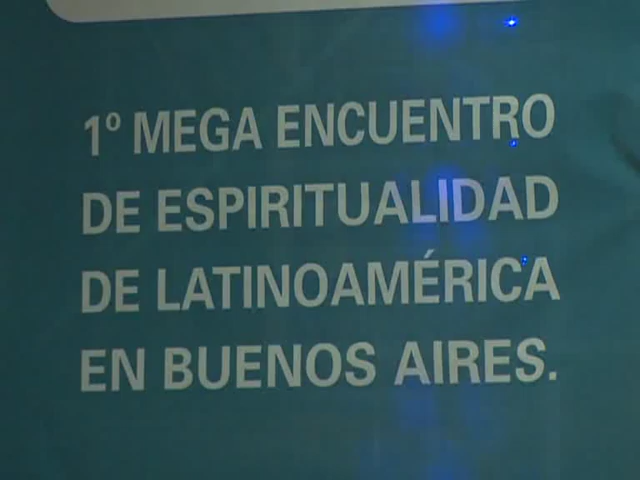 1º MEGA ENCUENTRO
DE ESPIRITUALIDAD
DE LATINOAMÉRICA
EN BUENOS AIRES.